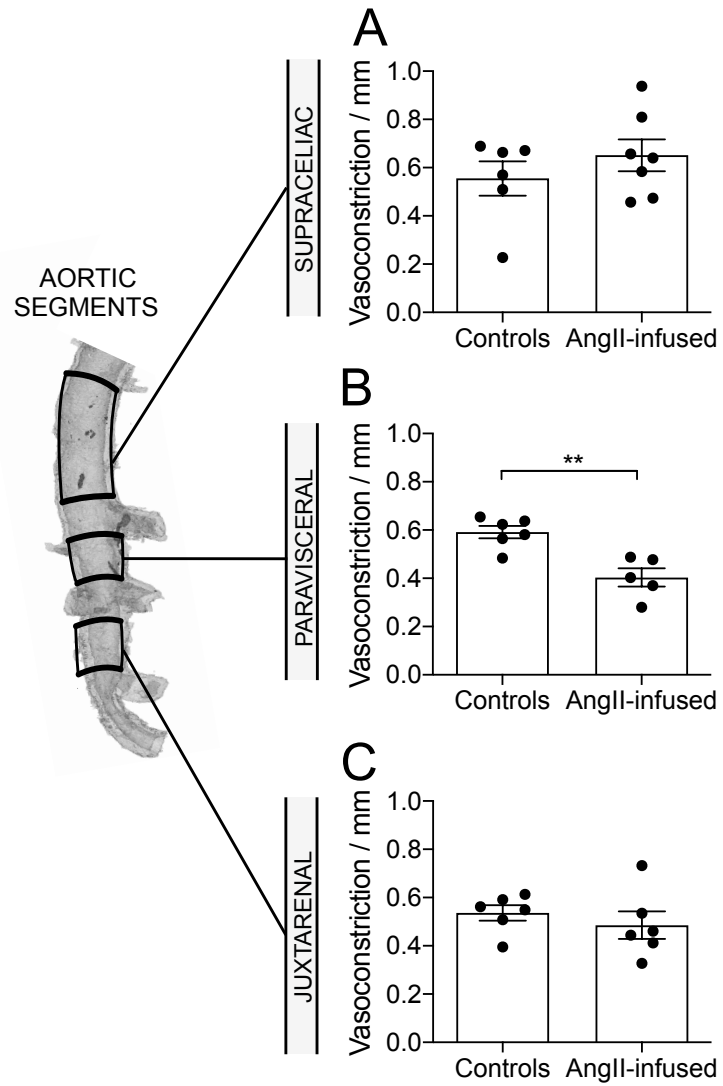 A
SUPRACELIAC
Vasoconstriction / mm
1.0
0.8
0.6
0.4
0.2
0.0
Controls
AngII-infused
AORTIC
SEGMENTS
B
PARAVISCERAL
Vasoconstriction / mm
1.0
0.8
0.6
0.4
0.2
0.0
**
Controls
AngII-infused
C
JUXTARENAL
Vasoconstriction / mm
1.0
0.8
0.6
0.4
0.2
0.0
Controls
AngII-infused